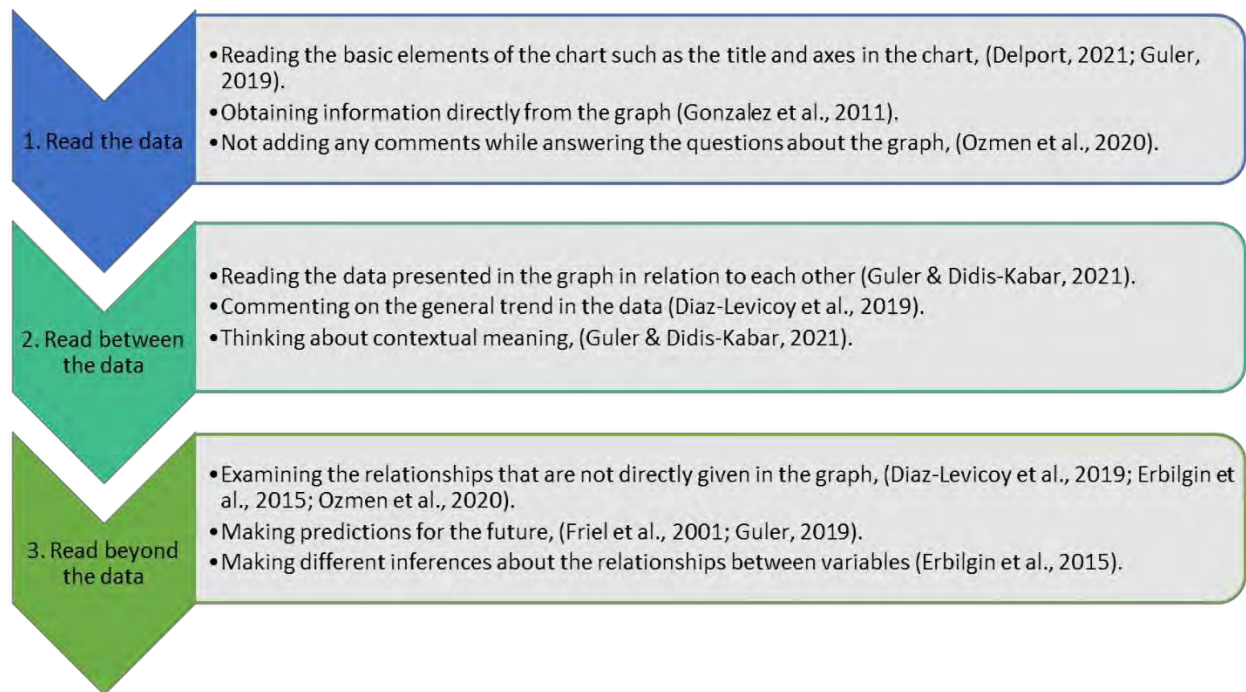 1. Read the data
•Reading the basic elements of the chart such as the title and axes in the chart, (Delport, 2021; Guler,
2019).
•Obtaining information directly from the graph (Gonzalez et al., 2011).
•Not adding any comments while answering the questions about the graph, (Ozmen et al., 2020).
2. Read between
the data
•Reading the data presented in the graph in relation to each other (Guler & Didis-Kabar, 2021).
•Commenting on the general trend in the data (Diaz-Levicoy et al., 2019).
•Thinking about contextual meaning, (Guler & Didis-Kabar, 2021).
3. Read beyond
the data
•Examining the relationships that are not directly given in the graph, (Diaz-Levicoy et al., 2019; Erbilgin et
al., 2015; Ozmen et al., 2020).
•Making predictions for the future, (Friel et al., 2001; Guler, 2019).
•Making different inferences about the relationships between variables (Erbilgin et al., 2015).